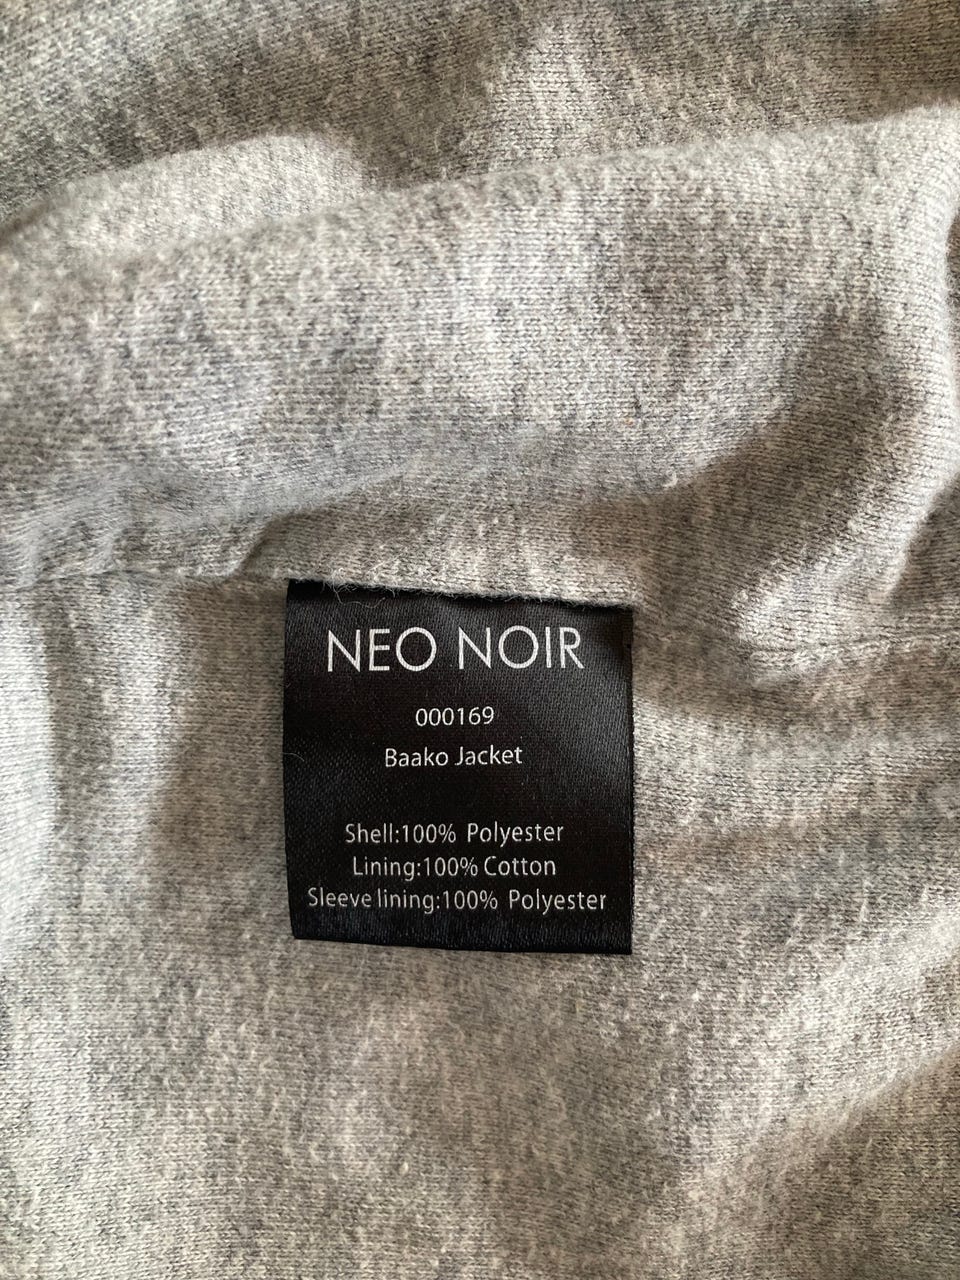 NEO NOIR
000169
Baako Jacket
Shell:100% Polyester
Lining:100% Cotton
Sleeve lining:100% Polyester